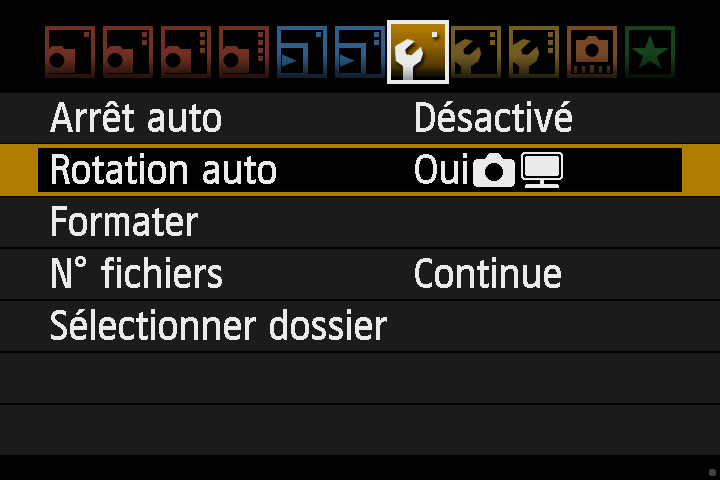 Arrêt auto Désactivé
Rotation auto Oui
Formater
N° fichiers Continue
Sélectionner dossier